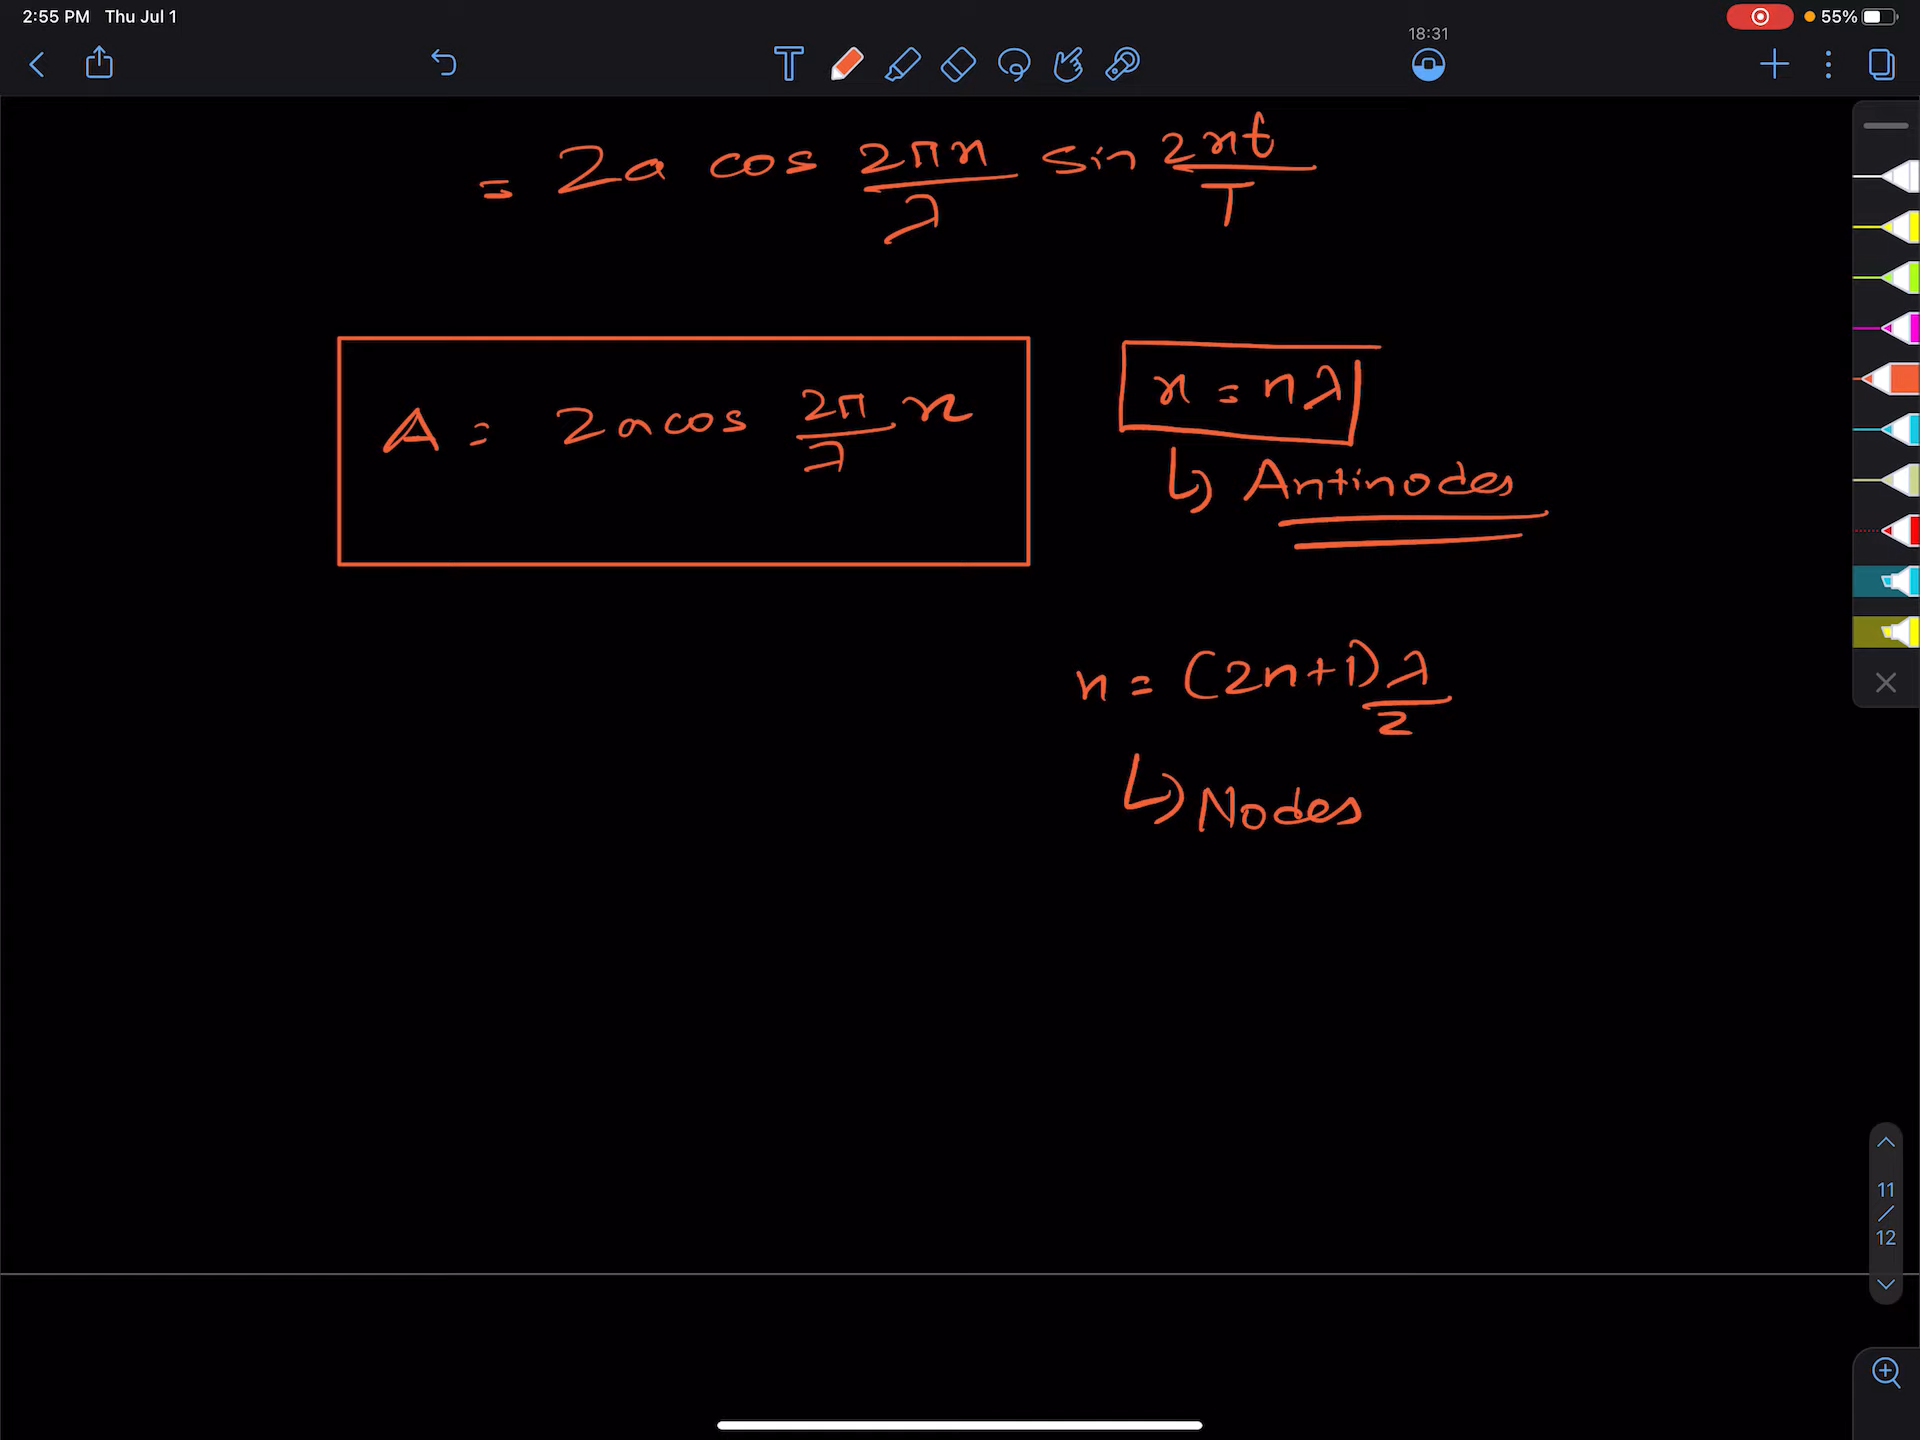 2:55 PM Thu Jul 1
55%
18:31
= 2a cos 2πx/λ sin 2πt/T
A = 2a cos 2π/λ x
x = nλ
↳ Antinodes
x = (2n+1)λ/2
↳ Nodes
11
/
12